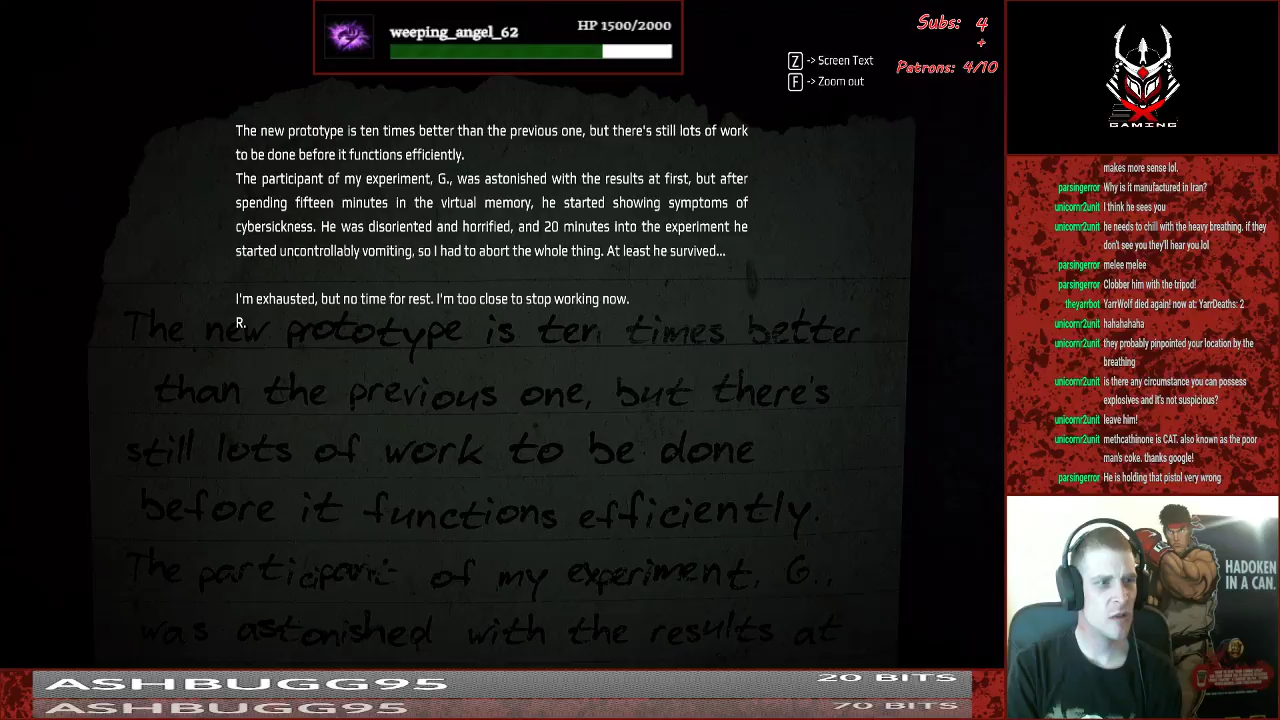 weeping_angel_62
HP 1500/2000
Z -> Screen Text
F -> Zoom out
Subs: 4
+
Patrons: 4/10
The new prototype is ten times better than the previous one, but there's still lots of work
to be done before it functions efficiently.
The participant of my experiment, G., was astonished with the results at first, but after
spending fifteen minutes in the virtual memory, he started showing symptoms of
cybersickness. He was disoriented and horrified, and 20 minutes into the experiment he
started uncontrollably vomiting, so I had to abort the whole thing. At least he survived...
I'm exhausted, but no time for rest. I'm too close to stop working now.
R.
The new prototype is ten times better
than the previous one, but there's
still lots of work to be done
before it functions efficiently.
The participant of my experiment, G.,
was astonished with the results at
GAMING
makes more sense lol.
parsingerror Why is it manufactured in Iran?
unicornr2unit I think he sees you
unicornr2unit he needs to chill with the heavy breathing. if they
don't see you they'll hear you lol
parsingerror melee melee
parsingerror Clobber him with the tripod!
theyarrbot YarrWolf died again! now at: YarrDeaths: 2
unicornr2unit hahahahaha
unicornr2unit they probably pinpointed your location by the
breathing
unicornr2unit is there any circumstance you can possess
explosives and it's not suspicious?
unicornr2unit leave him!
unicornr2unit methcathinone is CAT. also known as the poor
man's coke. thanks google!
parsingerror He is holding that pistol very wrong
HADOKEN
IN A CAN.
ASHBUGG95 20 BITS
ASHBUGG95 70 BITS